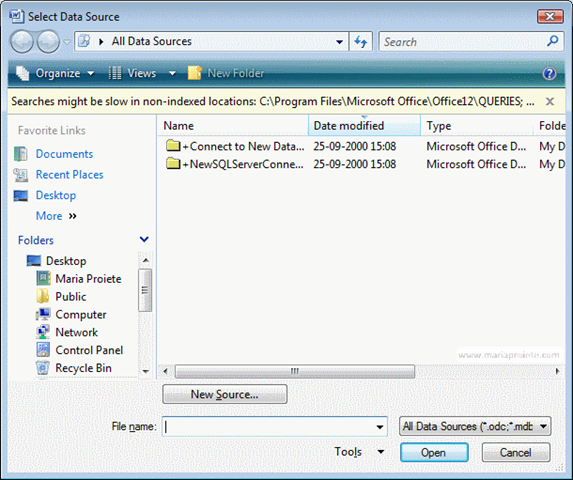 Select Data Source
All Data Sources
Search
Organize Views New Folder
Searches might be slow in non-indexed locations: C:\Program Files\Microsoft Office\Office12\QUERIES; ...
Favorite Links
Documents
Recent Places
Desktop
More »
Folders
Desktop
Maria Proiete
Public
Computer
Network
Control Panel
Recycle Bin
Name Date modified Type Folde
+Connect to New Data... 25-09-2000 15:08 Microsoft Office D... My D
+NewSQLServerConne... 25-09-2000 15:08 Microsoft Office D... My D
www.mariaproiete.com
New Source...
File name: All Data Sources (*.odc;*.mdb
Tools Open Cancel